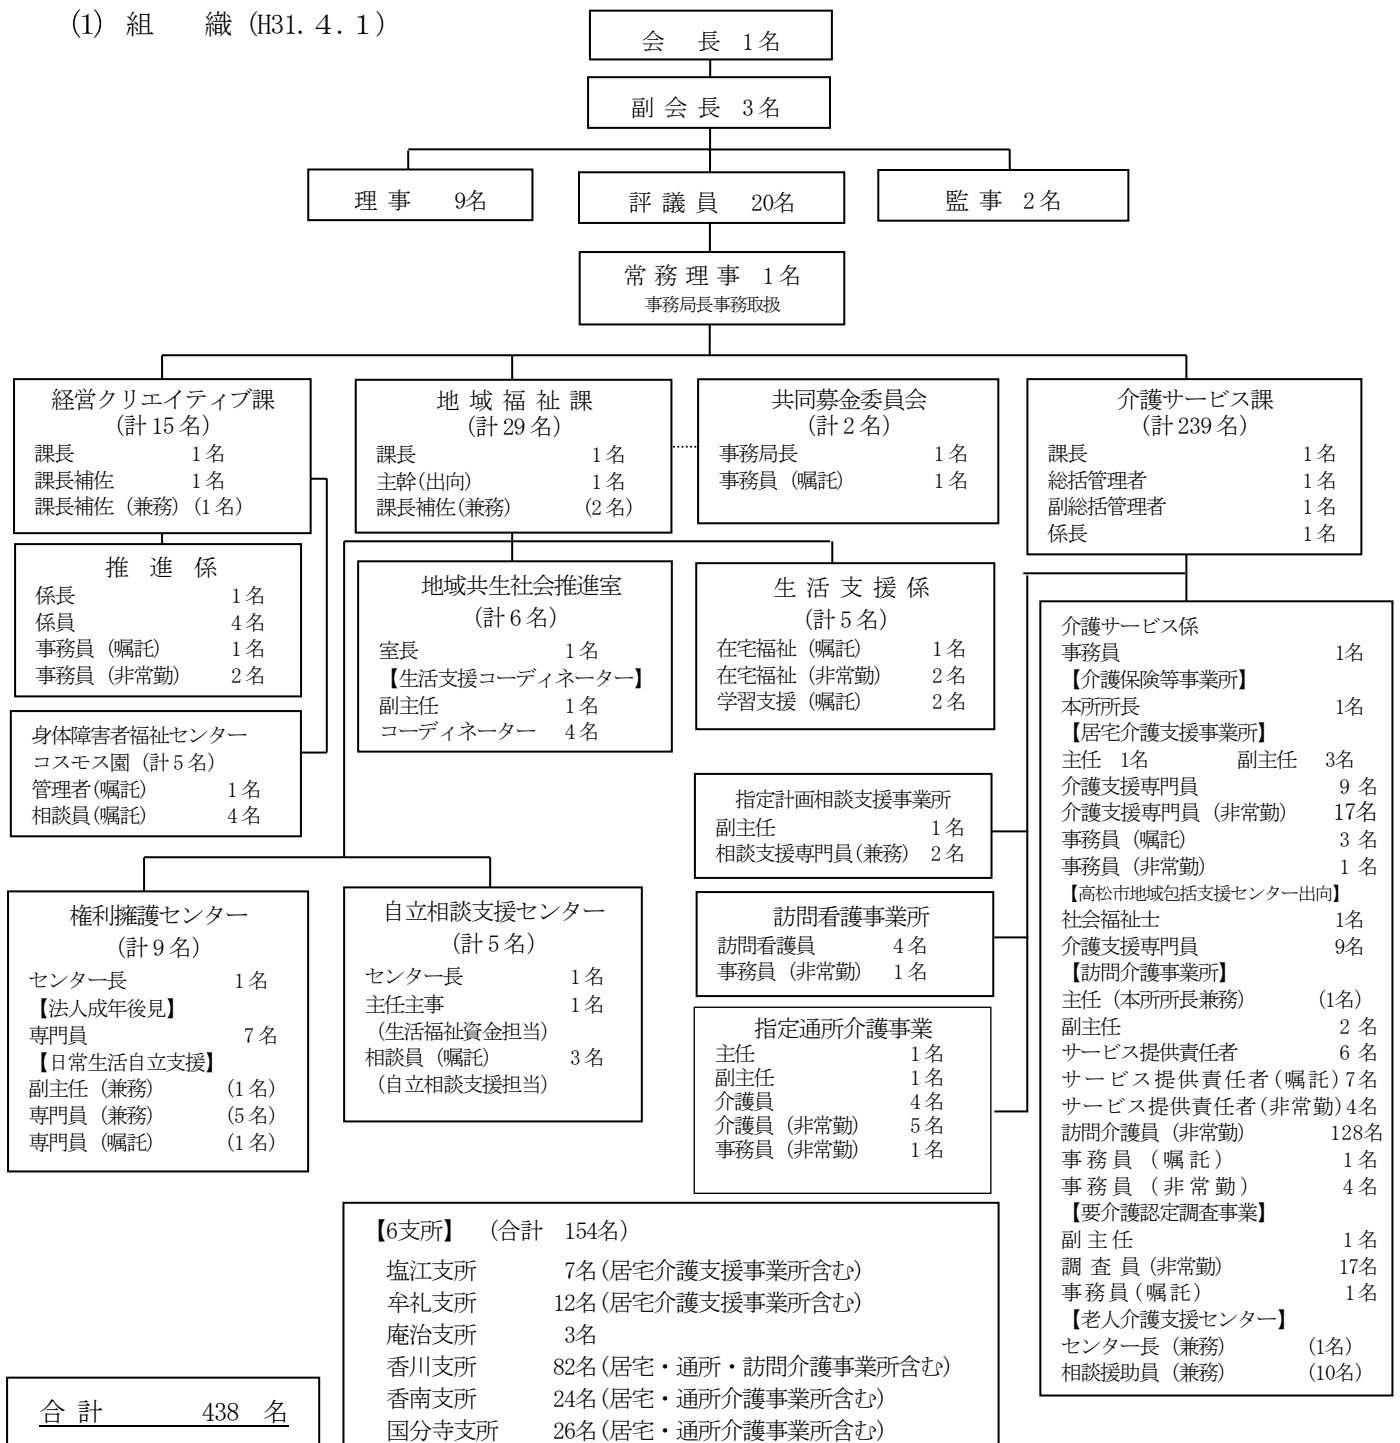 (1) 組　　織 (H31.４.１)
会　長　1名
副 会 長　3名
理 事　9名
評 議 員　20名
監 事　2名
常 務 理 事　1名
事務局長事務取扱
経営クリエイティブ課
(計15名)
課長　1名
課長補佐　1名
課長補佐（兼務）(1名)
推　進　係
係長　1名
係員　4名
事務員（嘱託）　1名
事務員（非常勤）　2名
身体障害者福祉センター
コスモス園（計5名）
管理者(嘱託)　1名
相談員(嘱託)　4名
地 域 福 祉 課
(計29名)
課長　1名
主幹(出向)　1名
課長補佐(兼務)　(2名)
共同募金委員会
(計2名)
事務局長　1名
事務員（嘱託）　1名
介護サービス課
(計239名)
課長　1名
総括管理者　1名
副総括管理者　1名
係長　1名
地域共生社会推進室
(計6名)
室長　1名
【生活支援コーディネーター】
副主任　1名
コーディネーター　4名
生 活 支 援 係
(計5名)
在宅福祉（嘱託）　1名
在宅福祉（非常勤）　2名
学習支援（嘱託）　2名
権利擁護センター
(計9名)
センター長　1名
【法人成年後見】
専門員　7名
【日常生活自立支援】
副主任（兼務）　(1名)
専門員（兼務）　(5名)
専門員（嘱託）　(1名)
自立相談支援センター
(計5名)
センター長　1名
主任主事　1名
(生活福祉資金担当)
相談員（嘱託）　3名
(自立相談支援担当)
指定計画相談支援事業所
副主任　1名
相談支援専門員(兼務)　2名
訪問看護事業所
訪問看護員　4名
事務員（非常勤）　1名
指定通所介護事業
主任　1名
副主任　1名
介護員　4名
介護員（非常勤）　5名
事務員（非常勤）　1名
介護サービス係
事務員　1名
【介護保険等事業所】
本所所長　1名
【居宅介護支援事業所】
主任　1名　副主任　3名
介護支援専門員　9名
介護支援専門員（非常勤）　17名
事務員（嘱託）　3名
事務員（非常勤）　1名
【高松市地域包括支援センター出向】
社会福祉士　1名
介護支援専門員　9名
【訪問介護事業所】
主任（本所所長兼務）　(1名)
副主任　2名
サービス提供責任者　6名
サービス提供責任者(嘱託) 7名
サービス提供責任者(非常勤) 4名
訪問介護員（非常勤）　128名
事務員（嘱託）　1名
事務員（非常勤）　4名
【要介護認定調査事業】
副主任　1名
調 査 員（非常勤）　17名
事務員(嘱託）　1名
【老人介護支援センター】
センター長（兼務）　(1名)
相談援助員（兼務）　(10名)
【6支所】　(合計　154名)
塩江支所　7名(居宅介護支援事業所含む)
牟礼支所　12名(居宅介護支援事業所含む)
庵治支所　3名
香川支所　82名(居宅・通所・訪問介護事業所含む)
香南支所　24名(居宅・通所介護事業所含む)
国分寺支所　26名(居宅・通所介護事業所含む)
合 計　438　名